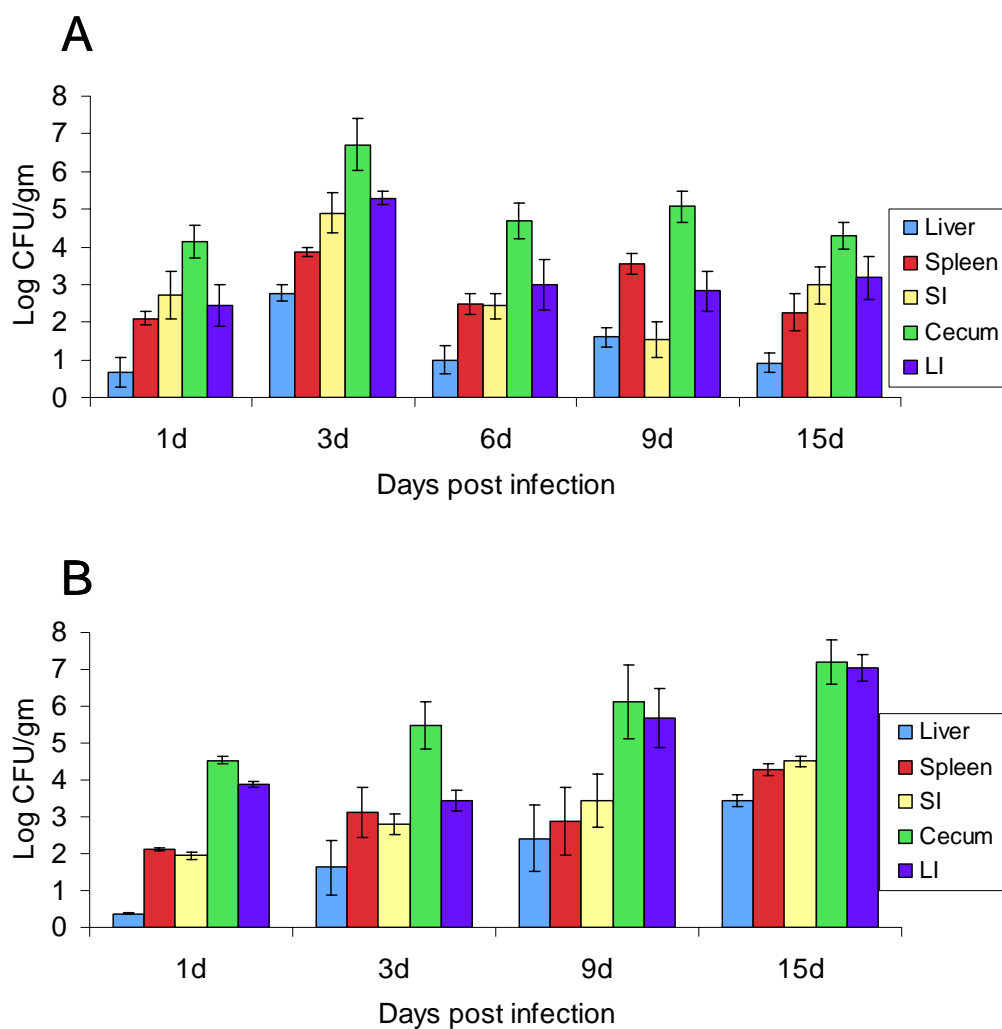 A
8
7
6
5
4
3
2
1
0
Log CFU/gm
1d 3d 6d 9d 15d
Days post infection
Liver
Spleen
SI
Cecum
LI
B
8
7
6
5
4
3
2
1
0
Log CFU/gm
1d 3d 9d 15d
Days post infection
Liver
Spleen
SI
Cecum
LI